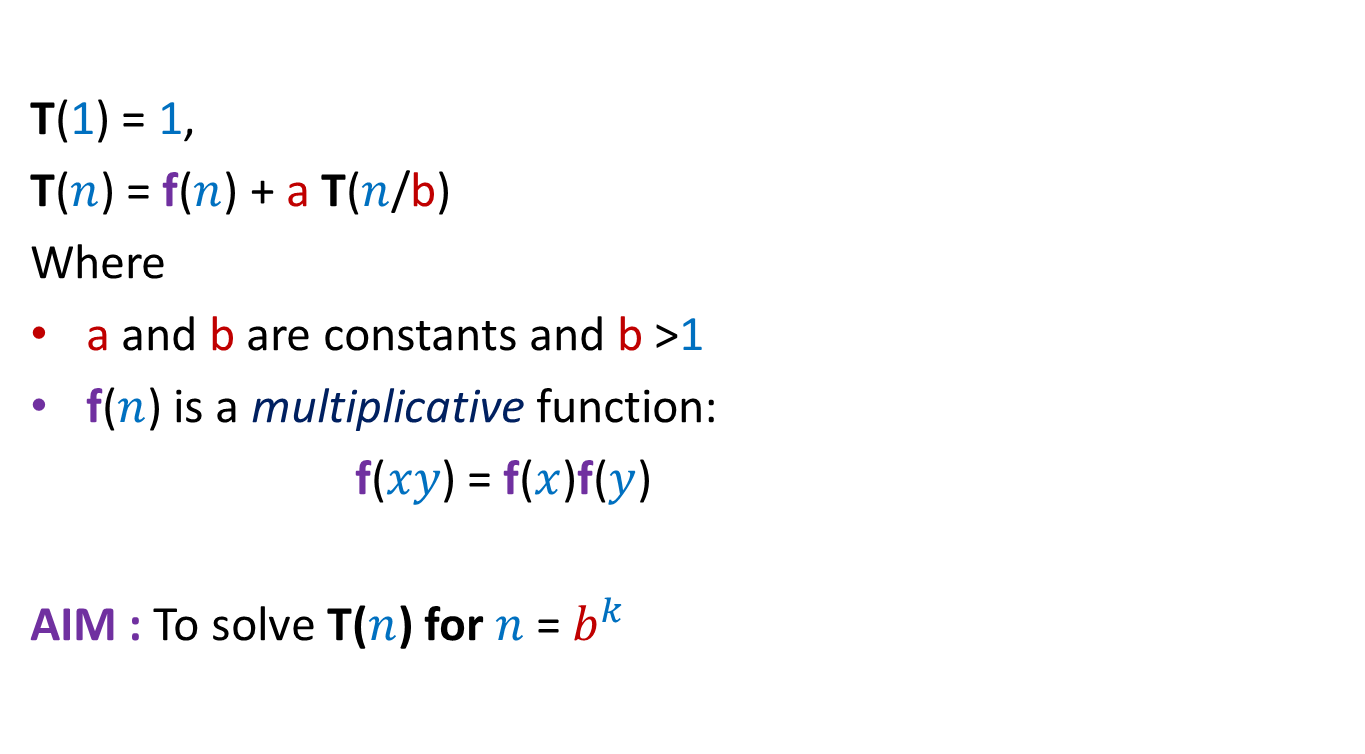 T(1) = 1,
T(n) = f(n) + a T(n/b)
Where
• a and b are constants and b >1
• f(n) is a multiplicative function:
f(xy) = f(x)f(y)
AIM : To solve T(n) for n = b^k